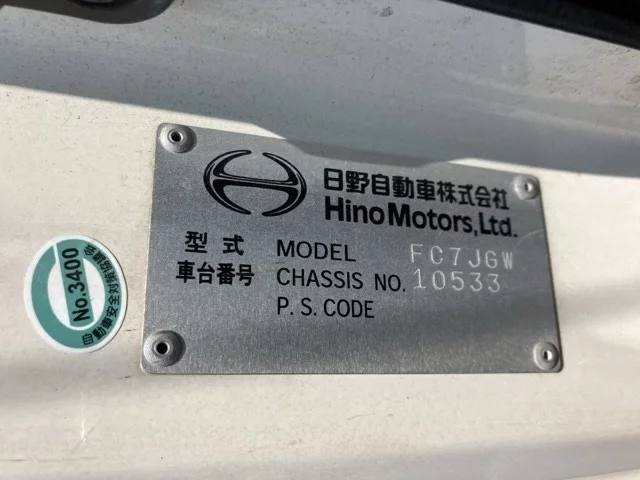 日野自動車株式会社
Hino Motors, Ltd.
型式 MODEL FC7JGW
車台番号 CHASSIS NO. 10533
P.S. CODE
No.3400